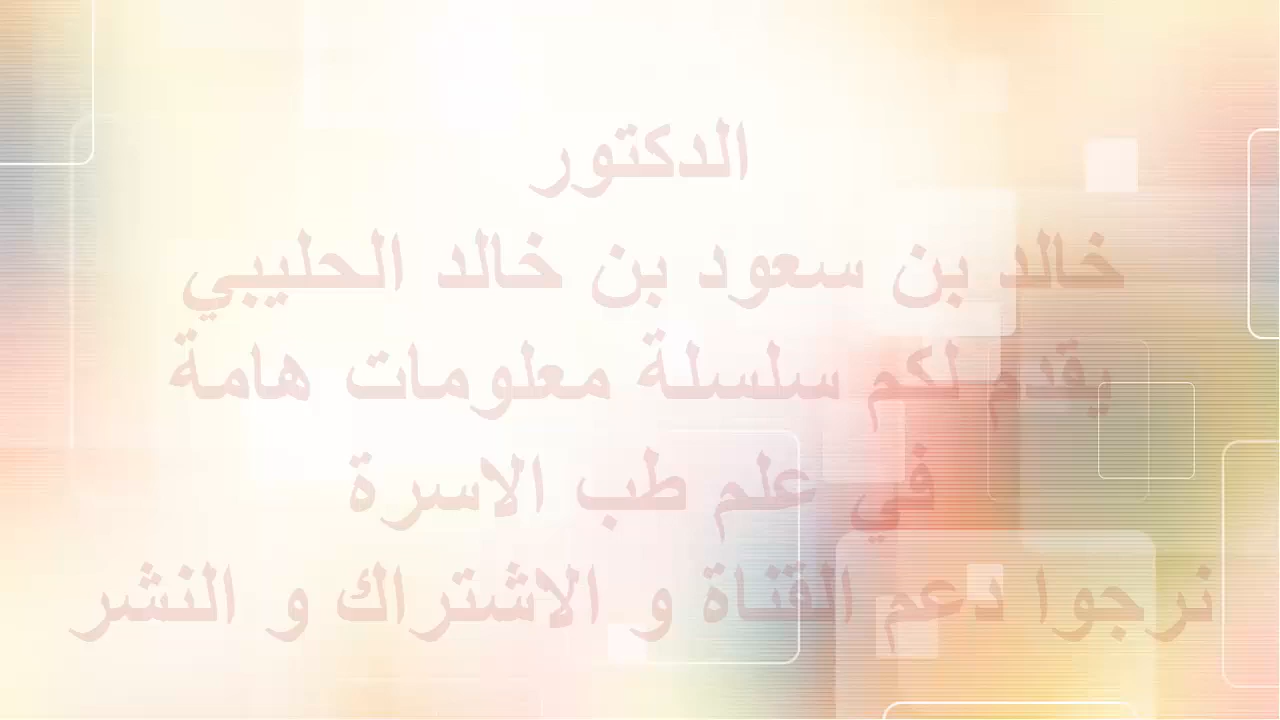 الدكتور
خالد بن سعود بن خالد الحليبي
يقدم لكم سلسلة معلومات هامة
في علم طب الاسرة
نرجوا دعم القناة و الاشتراك و النشر